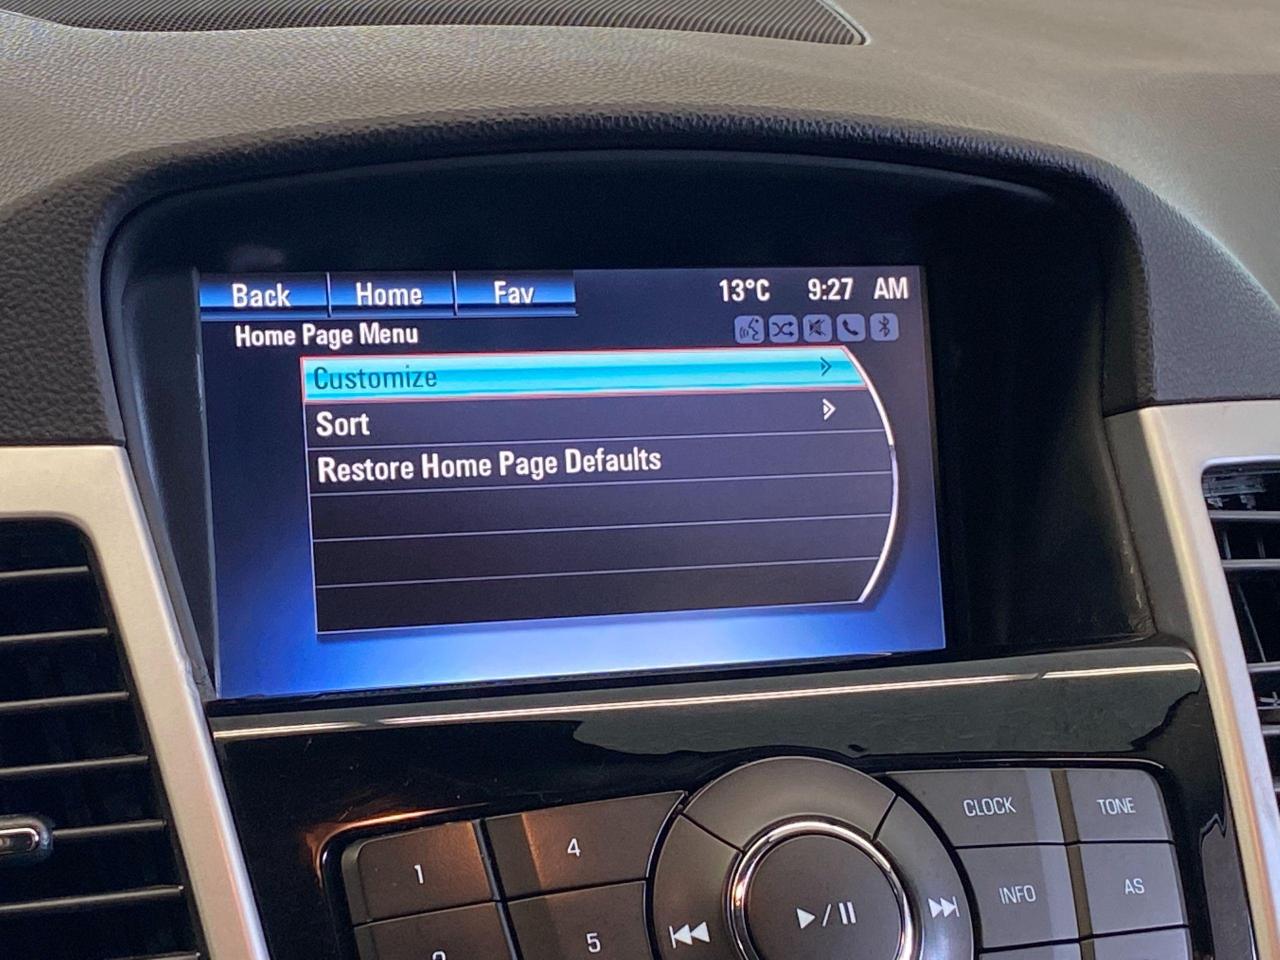 Back Home Fav 13°C 9:27 AM
Home Page Menu
Customize
Sort
Restore Home Page Defaults
CLOCK TONE
1 4
INFO AS
5